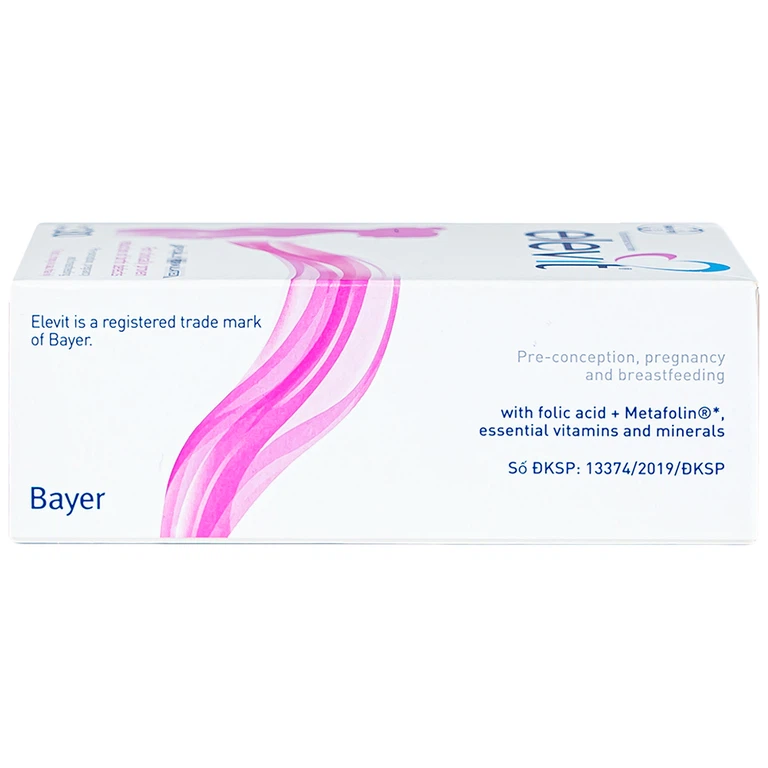 elevit
Elevit is a registered trade mark
of Bayer.
Pre-conception, pregnancy
and breastfeeding
with folic acid + Metafolin®*,
essential vitamins and minerals
Số ĐKSP: 13374/2019/ĐKSP
Bayer